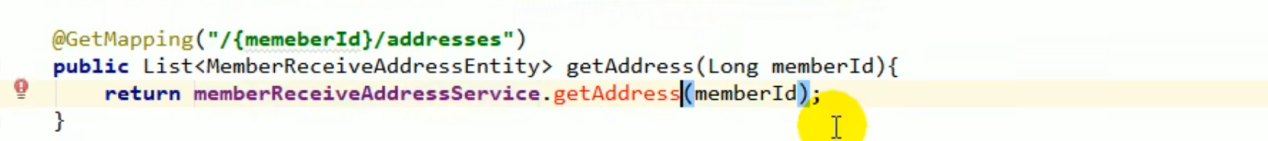 @GetMapping("/{memeberId}/addresses")
public List<MemberReceiveAddressEntity> getAddress(Long memberId){
    return memberReceiveAddressService.getAddress(memberId);
}